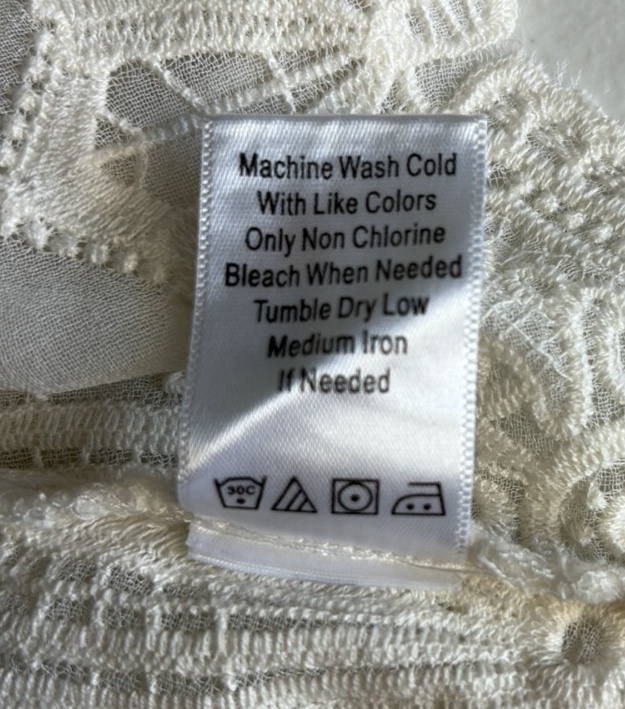 Machine Wash Cold
With Like Colors
Only Non Chlorine
Bleach When Needed
Tumble Dry Low
Medium Iron
If Needed
30C